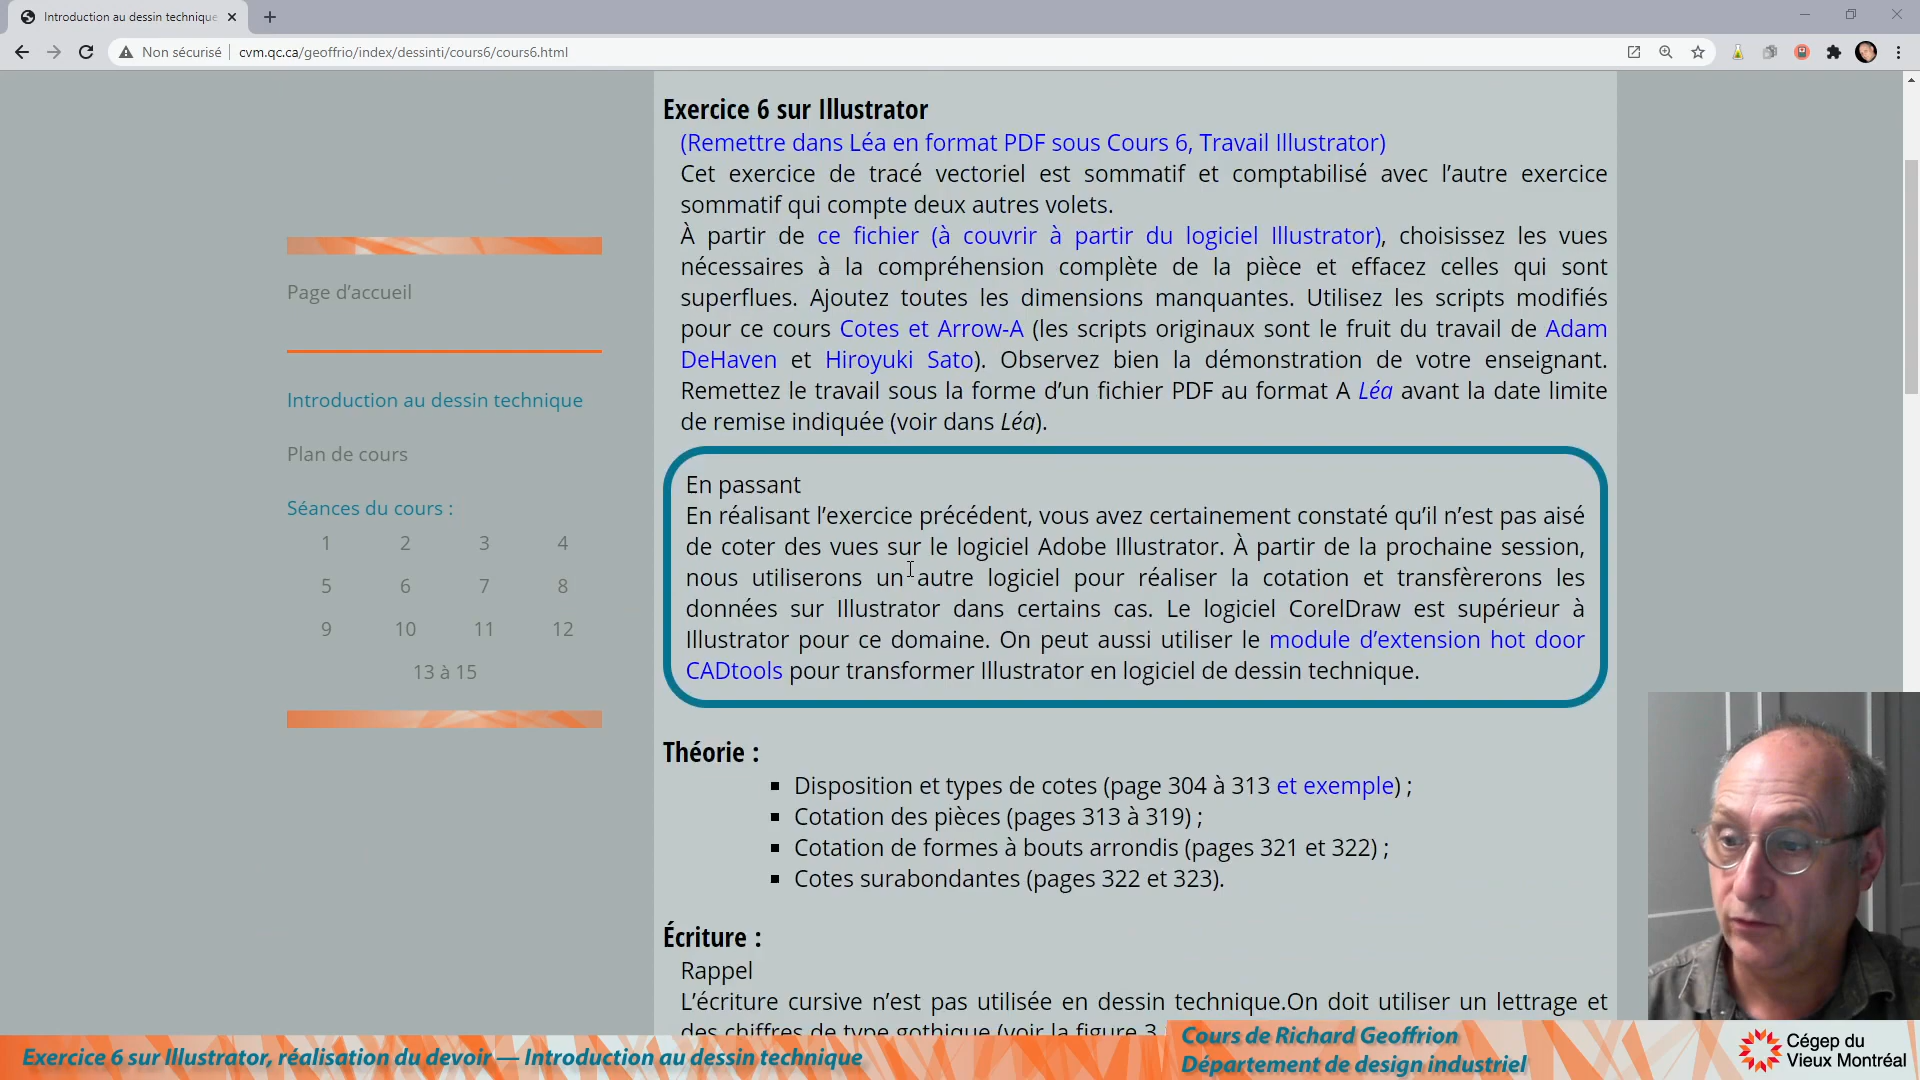 Introduction au dessin technique
Non sécurisé
cvm.qc.ca/geoffrio/index/dessinti/cours6/cours6.html
Page d’accueil
Introduction au dessin technique
Plan de cours
Séances du cours :
1 2 3 4
5 6 7 8
9 10 11 12
13 à 15
Exercice 6 sur Illustrator
(Remettre dans Léa en format PDF sous Cours 6, Travail Illustrator)
Cet exercice de tracé vectoriel est sommatif et comptabilisé avec l’autre exercice
sommatif qui compte deux autres volets.
À partir de ce fichier (à couvrir à partir du logiciel Illustrator), choisissez les vues
nécessaires à la compréhension complète de la pièce et effacez celles qui sont
superflues. Ajoutez toutes les dimensions manquantes. Utilisez les scripts modifiés
pour ce cours Cotes et Arrow-A (les scripts originaux sont le fruit du travail de Adam
DeHaven et Hiroyuki Sato). Observez bien la démonstration de votre enseignant.
Remettez le travail sous la forme d’un fichier PDF au format A Léa avant la date limite
de remise indiquée (voir dans Léa).
En passant
En réalisant l’exercice précédent, vous avez certainement constaté qu’il n’est pas aisé
de coter des vues sur le logiciel Adobe Illustrator. À partir de la prochaine session,
nous utiliserons un autre logiciel pour réaliser la cotation et transfèrerons les
données sur Illustrator dans certains cas. Le logiciel CorelDraw est supérieur à
Illustrator pour ce domaine. On peut aussi utiliser le module d’extension hot door
CADtools pour transformer Illustrator en logiciel de dessin technique.
Théorie :
Disposition et types de cotes (page 304 à 313 et exemple) ;
Cotation des pièces (pages 313 à 319) ;
Cotation de formes à bouts arrondis (pages 321 et 322) ;
Cotes surabondantes (pages 322 et 323).
Écriture :
Rappel
L’écriture cursive n’est pas utilisée en dessin technique.On doit utiliser un lettrage et
des chiffres de type gothique (voir la figure 3
Exercice 6 sur Illustrator, réalisation du devoir — Introduction au dessin technique
Cours de Richard Geoffrion
Département de design industriel
Cégep du
Vieux Montréal